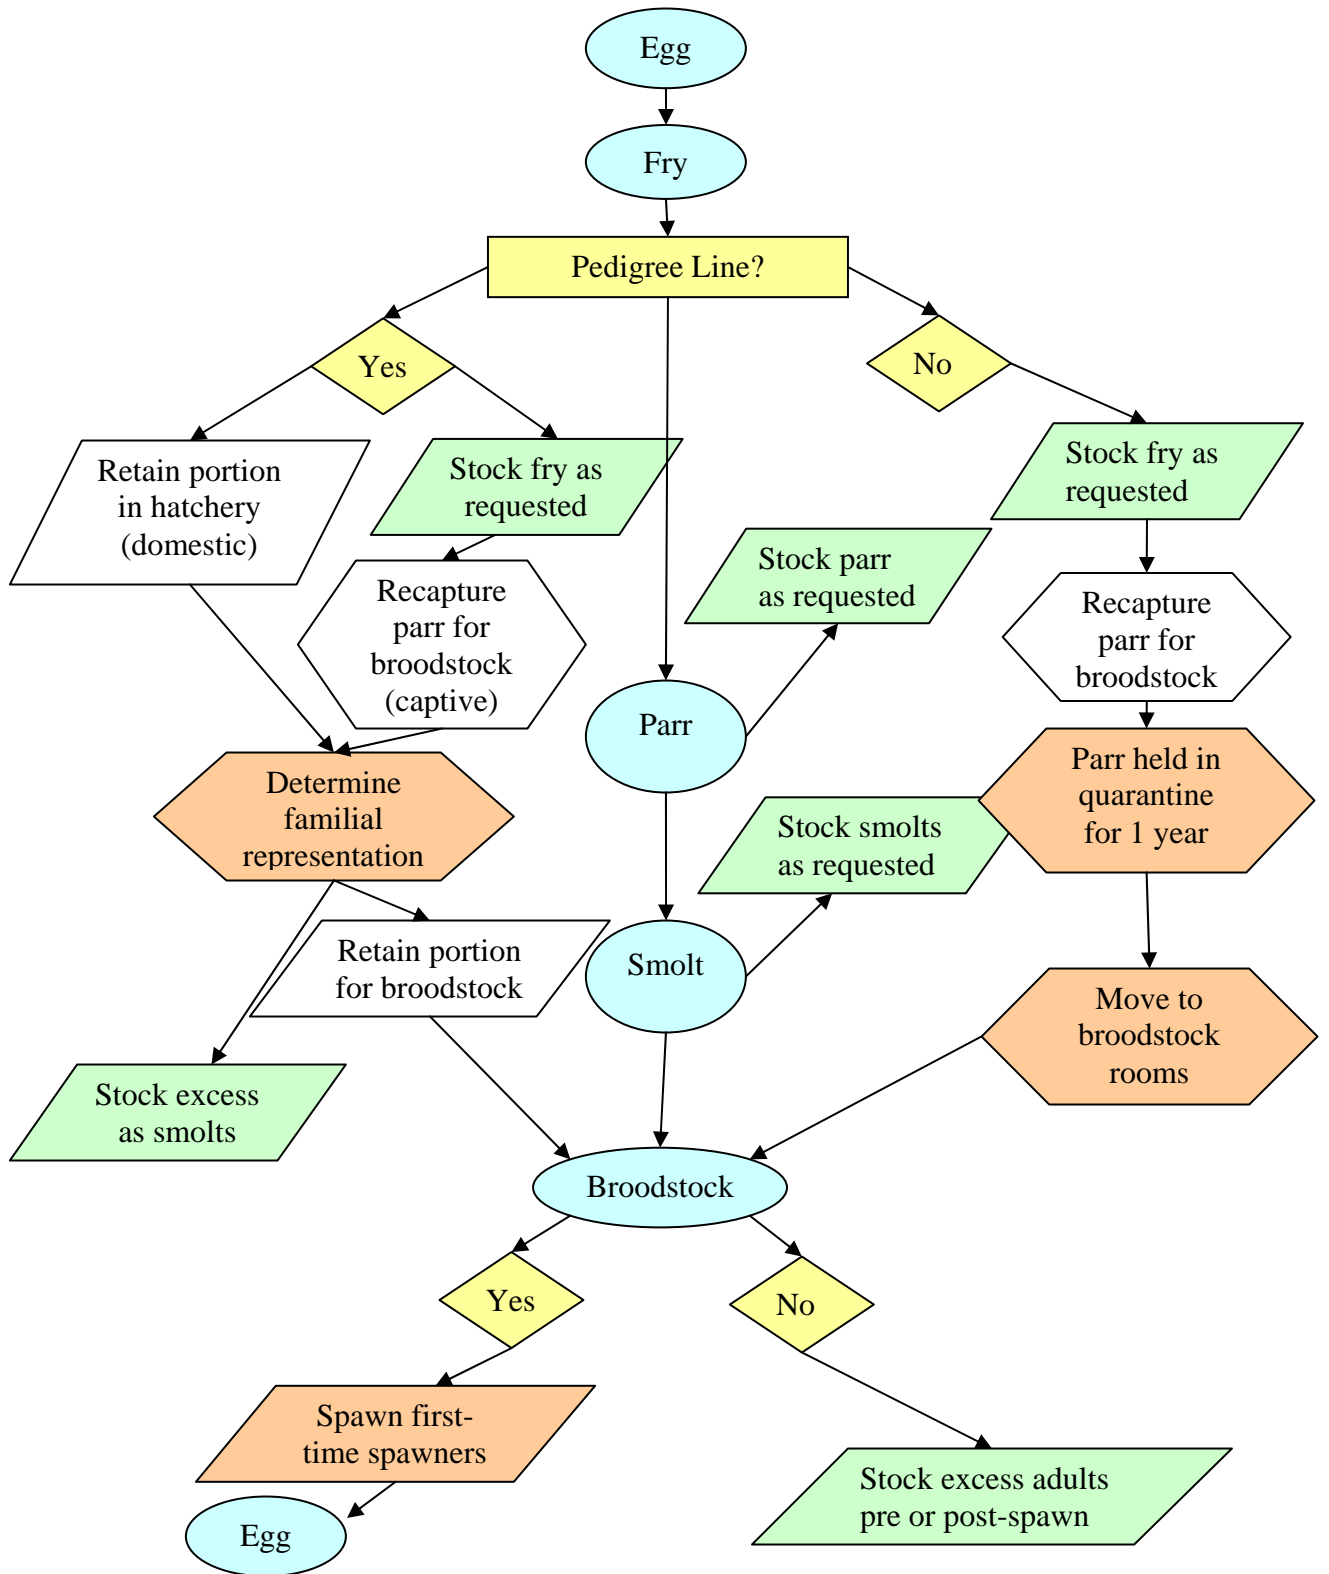 Egg
Fry
Pedigree Line?
Yes
No
Retain portion
in hatchery
(domestic)
Stock fry as
requested
Stock fry as
requested
Stock parr
as requested
Recapture
parr for
broodstock
(captive)
Recapture
parr for
broodstock
Parr
Determine
familial
representation
Parr held in
quarantine
for 1 year
Stock smolts
as requested
Retain portion
for broodstock
Smolt
Move to
broodstock
rooms
Stock excess
as smolts
Broodstock
Yes
No
Spawn first-
time spawners
Stock excess adults
pre or post-spawn
Egg